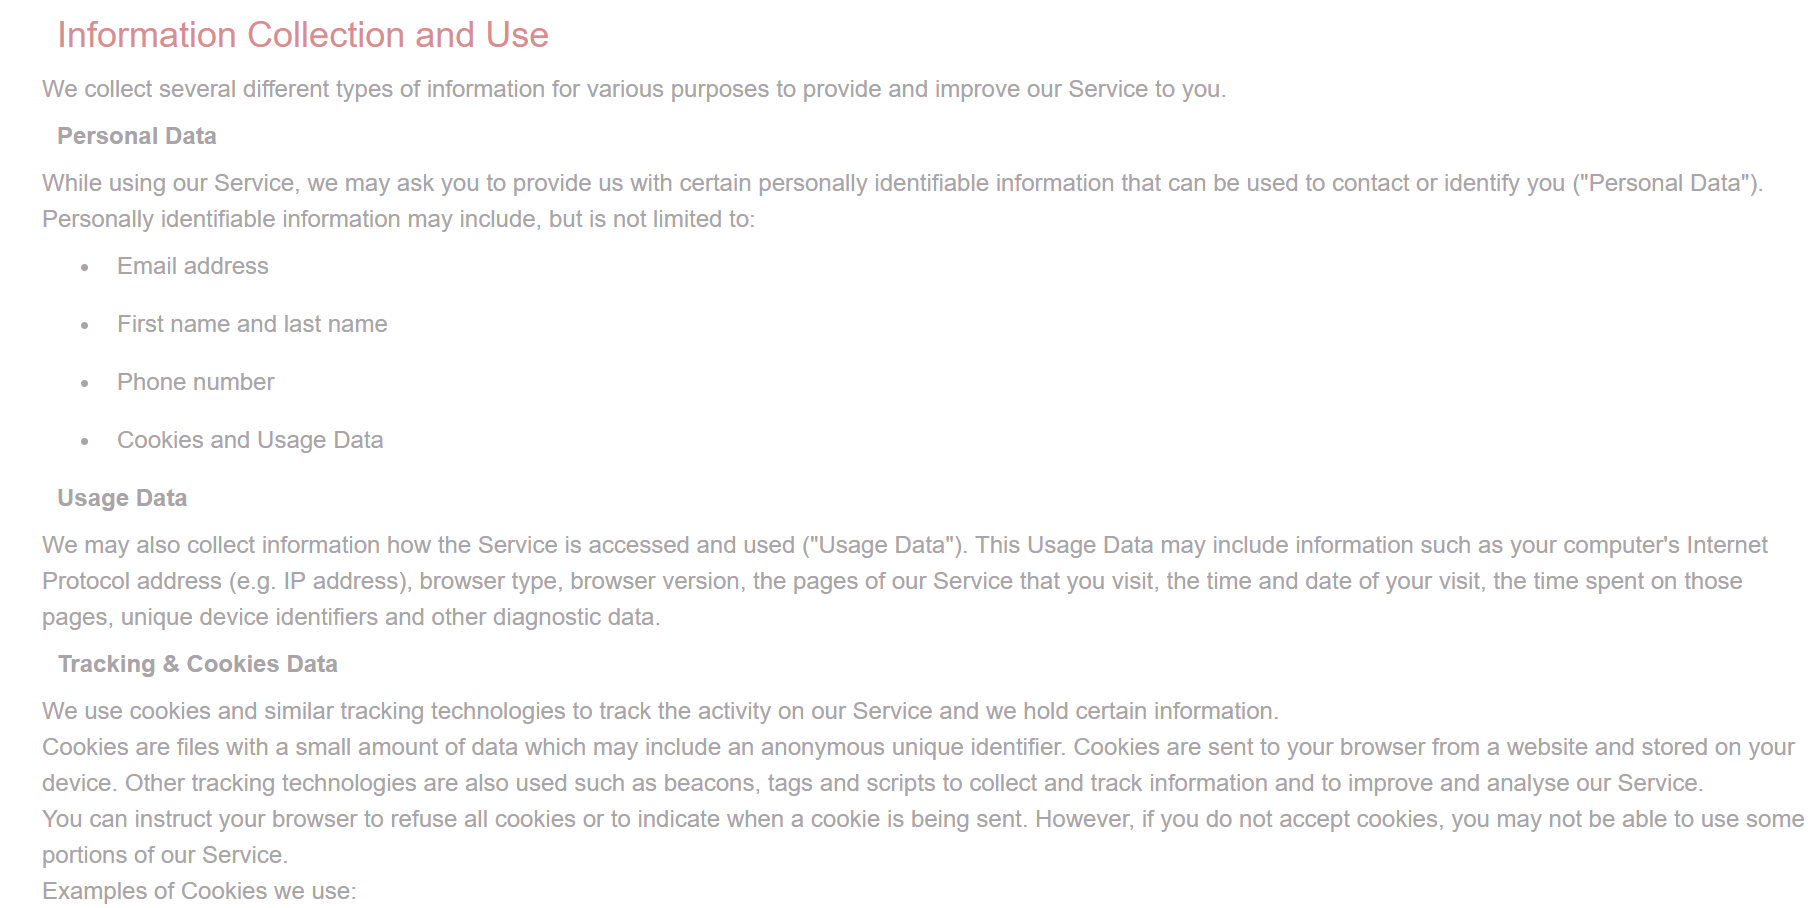 Information Collection and Use
We collect several different types of information for various purposes to provide and improve our Service to you.
Personal Data
While using our Service, we may ask you to provide us with certain personally identifiable information that can be used to contact or identify you ("Personal Data").
Personally identifiable information may include, but is not limited to:
• Email address
• First name and last name
• Phone number
• Cookies and Usage Data
Usage Data
We may also collect information how the Service is accessed and used ("Usage Data"). This Usage Data may include information such as your computer's Internet
Protocol address (e.g. IP address), browser type, browser version, the pages of our Service that you visit, the time and date of your visit, the time spent on those
pages, unique device identifiers and other diagnostic data.
Tracking & Cookies Data
We use cookies and similar tracking technologies to track the activity on our Service and we hold certain information.
Cookies are files with a small amount of data which may include an anonymous unique identifier. Cookies are sent to your browser from a website and stored on your
device. Other tracking technologies are also used such as beacons, tags and scripts to collect and track information and to improve and analyse our Service.
You can instruct your browser to refuse all cookies or to indicate when a cookie is being sent. However, if you do not accept cookies, you may not be able to use some
portions of our Service.
Examples of Cookies we use: